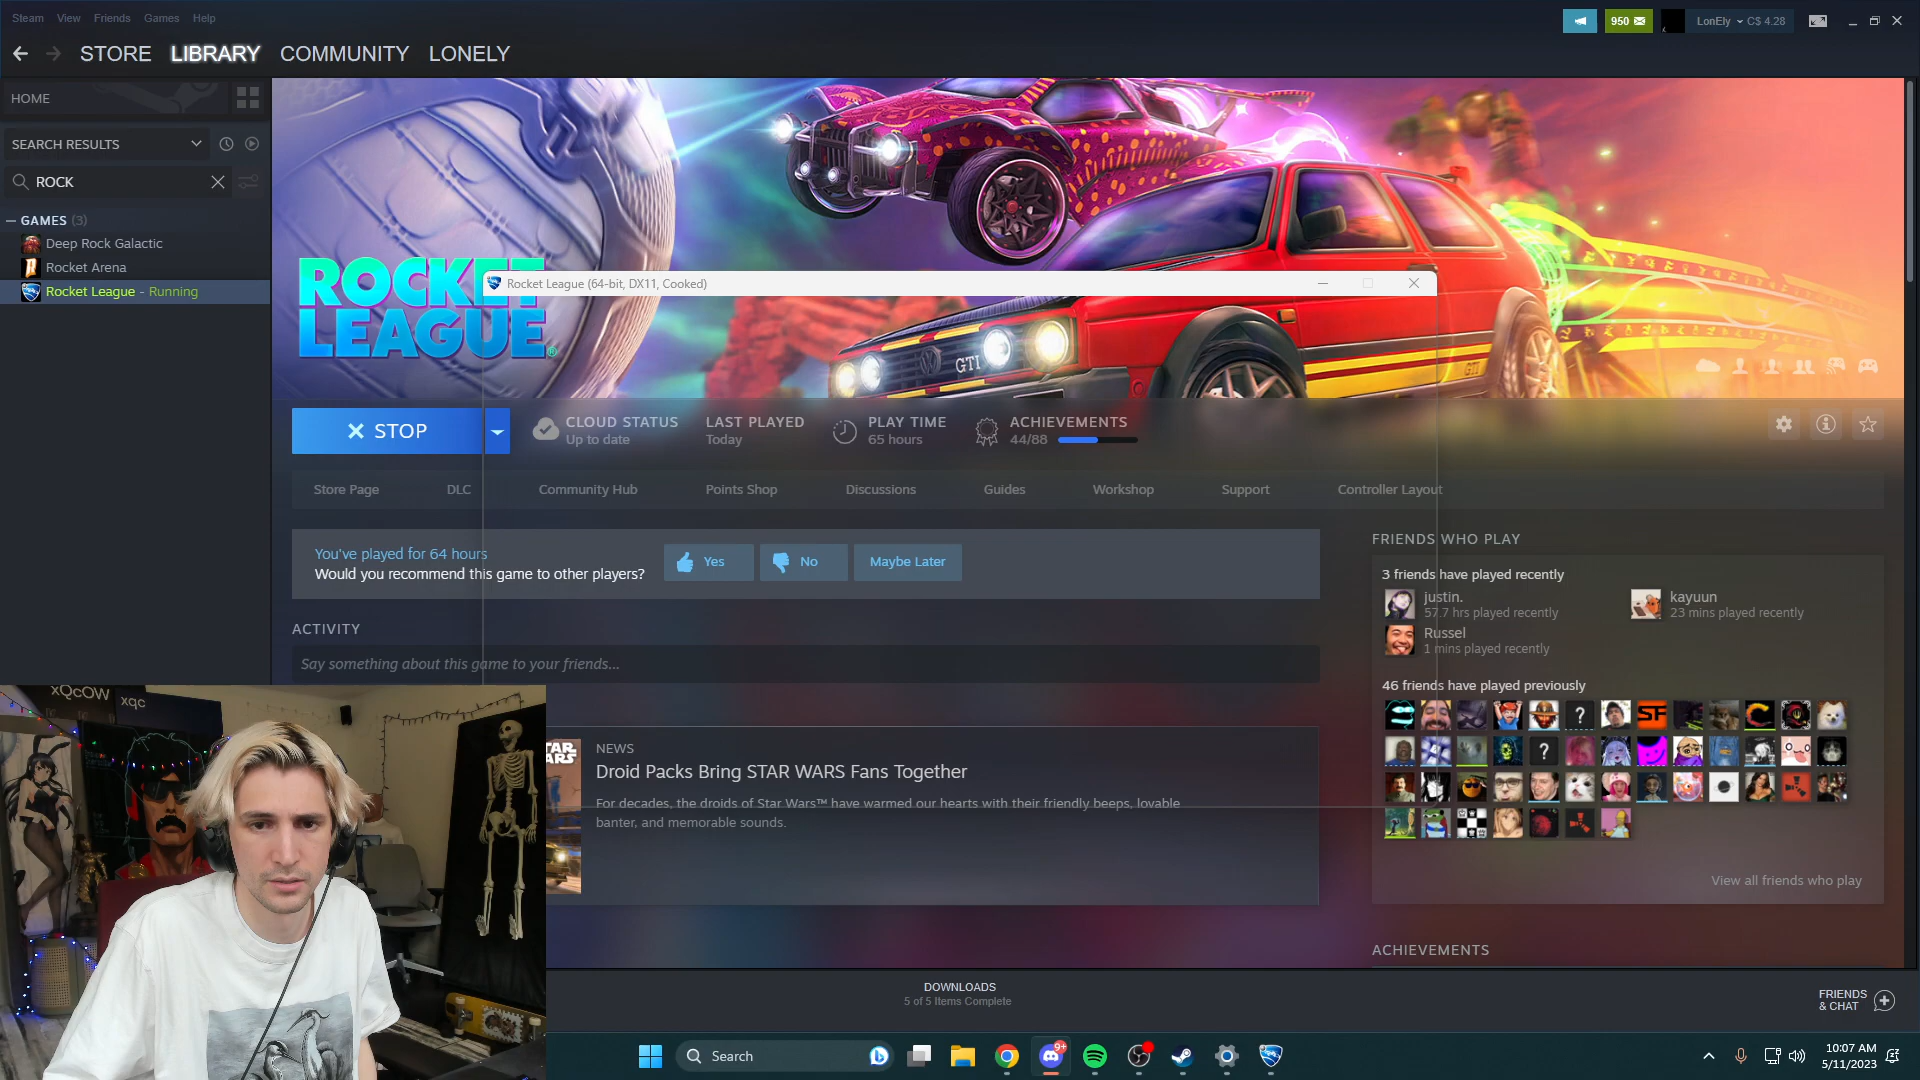 Steam View Friends Games Help
950
LonEly C$ 4.28
STORE LIBRARY COMMUNITY LONELY
HOME
SEARCH RESULTS
ROCK
GAMES (3)
Deep Rock Galactic
Rocket Arena
Rocket League - Running
ROCKET
LEAGUE
Rocket League (64-bit, DX11, Cooked)
GTI
GTI
STOP
CLOUD STATUS
Up to date
LAST PLAYED
Today
PLAY TIME
65 hours
ACHIEVEMENTS
44/88
Store Page DLC Community Hub Points Shop Discussions Guides Workshop Support Controller Layout
You've played for 64 hours
Would you recommend this game to other players?
Yes No Maybe Later
ACTIVITY
Say something about this game to your friends...
FRIENDS WHO PLAY
3 friends have played recently
justin.
57.7 hrs played recently
kayuun
23 mins played recently
Russel
1 mins played recently
46 friends have played previously
?
SF
?
View all friends who play
ACHIEVEMENTS
xQcOW
xqc
TAR
ARS
NEWS
Droid Packs Bring STAR WARS Fans Together
For decades, the droids of Star Wars™ have warmed our hearts with their friendly beeps, lovable
banter, and memorable sounds.
DOWNLOADS
5 of 5 Items Complete
FRIENDS
& CHAT
Search
9+
10:07 AM
5/11/2023